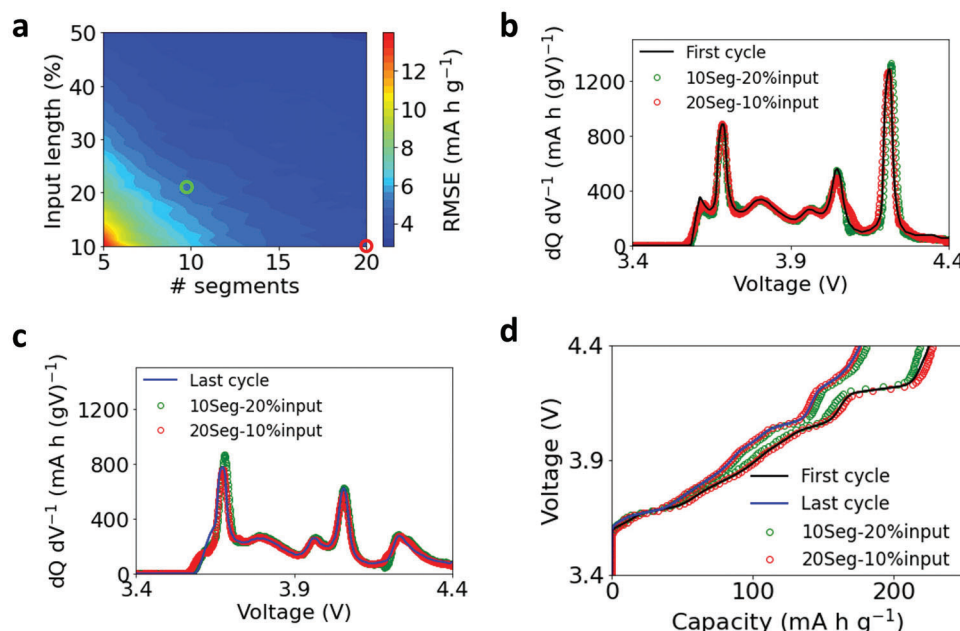 a
50
40
30
20
10
Input length (%)
5
10
15
20
# segments
12
10
8
6
4
RMSE (mA h g⁻¹)
b
1200
800
400
0
dQ dV⁻¹ (mA h (gV)⁻¹
First cycle
10Seg-20%input
20Seg-10%input
3.4
3.9
4.4
Voltage (V)
c
1200
800
400
0
dQ dV⁻¹ (mA h (gV)⁻¹
Last cycle
10Seg-20%input
20Seg-10%input
3.4
3.9
4.4
Voltage (V)
d
4.4
3.9
3.4
Voltage (V)
First cycle
Last cycle
10Seg-20%input
20Seg-10%input
0
100
200
Capacity (mA h g⁻¹)